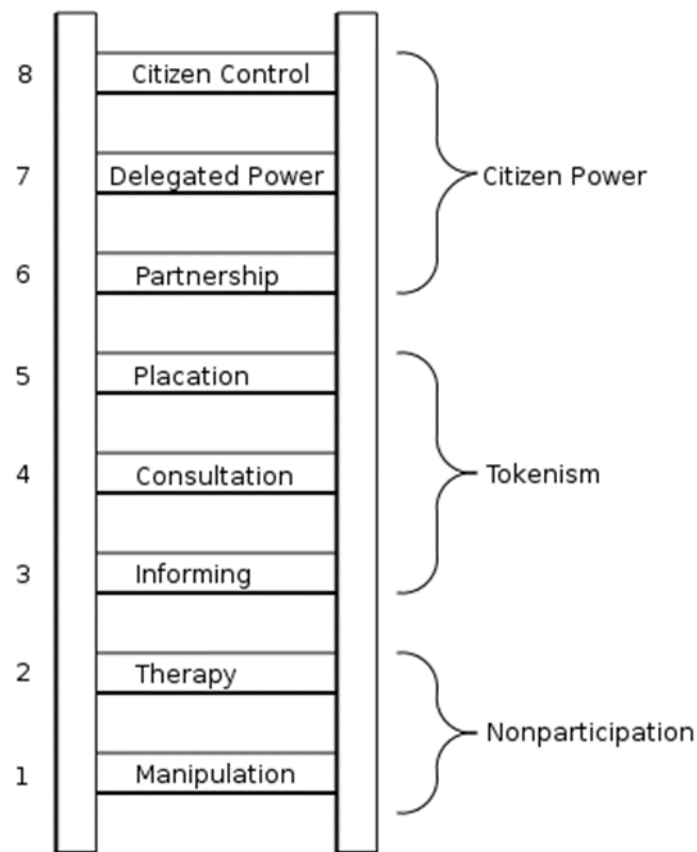 8 Citizen Control
7 Delegated Power Citizen Power
6 Partnership
5 Placation
4 Consultation Tokenism
3 Informing
2 Therapy
Nonparticipation
1 Manipulation